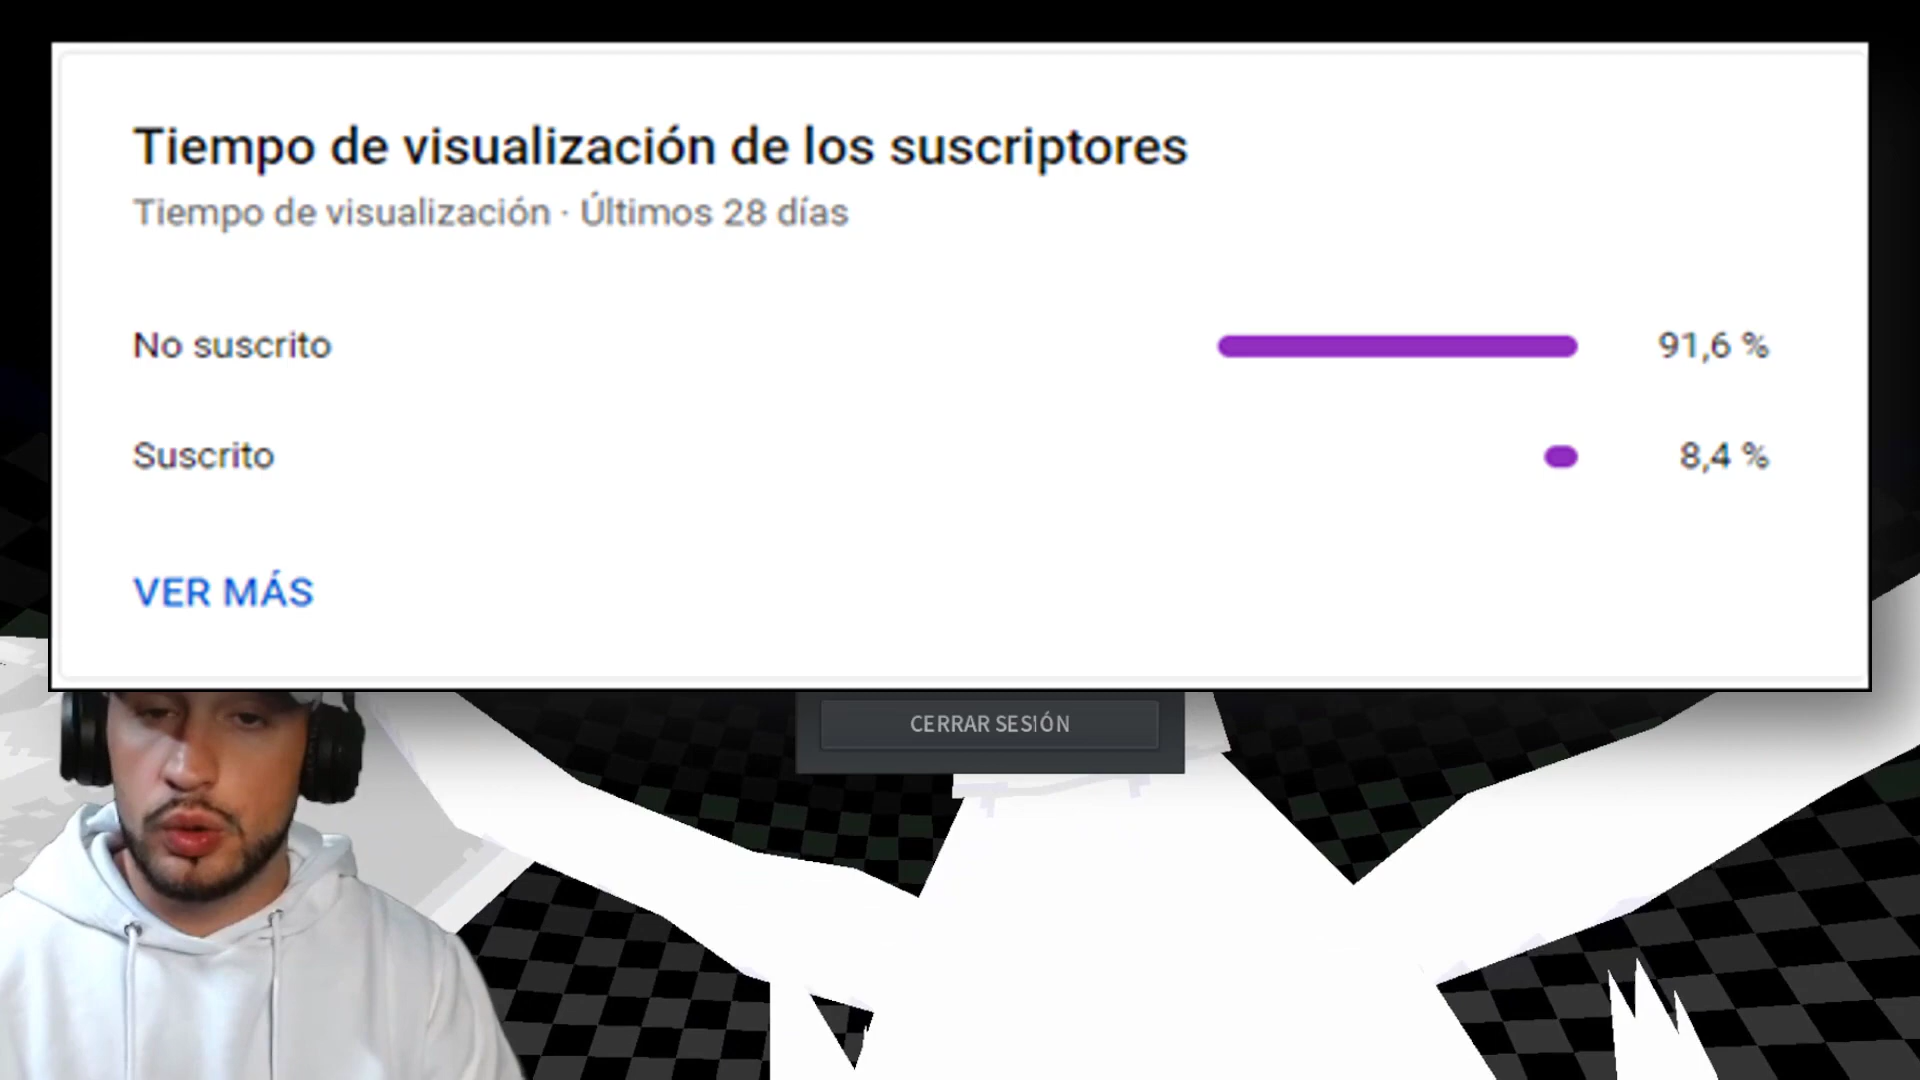 Tiempo de visualización de los suscriptores
Tiempo de visualización · Últimos 28 días
No suscrito 91,6 %
Suscrito 8,4 %
VER MÁS
CERRAR SESIÓN